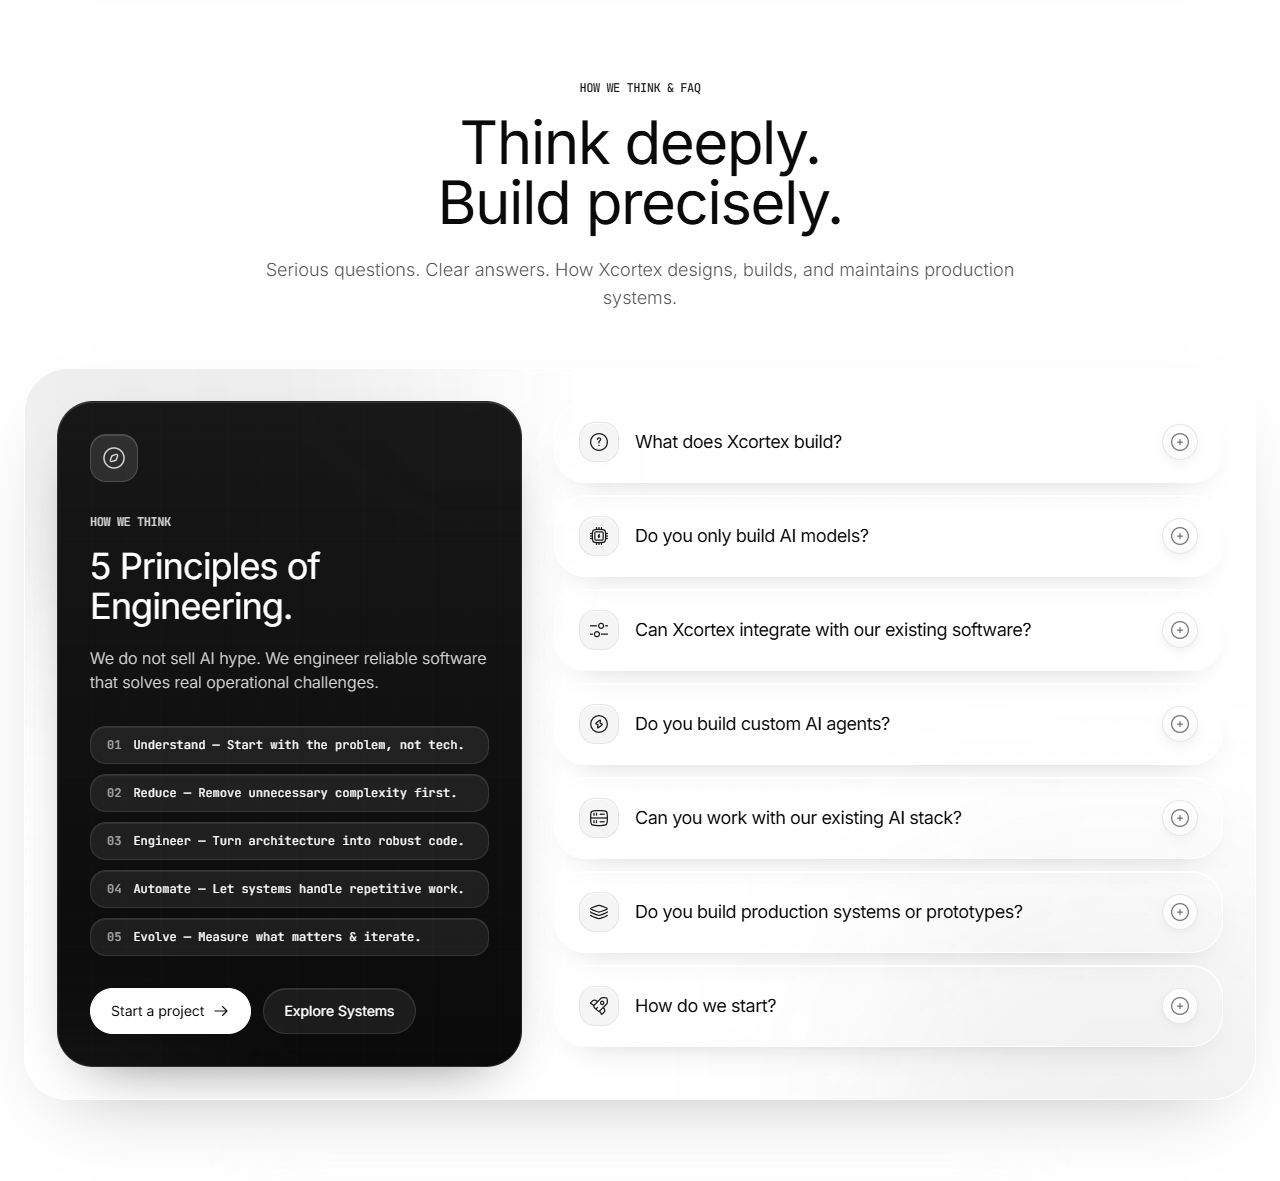 HOW WE THINK & FAQ
Think deeply.
Build precisely.
Serious questions. Clear answers. How Xcortex designs, builds, and maintains production
systems.
HOW WE THINK
5 Principles of
Engineering.
We do not sell AI hype. We engineer reliable software
that solves real operational challenges.
01 Understand — Start with the problem, not tech.
02 Reduce — Remove unnecessary complexity first.
03 Engineer — Turn architecture into robust code.
04 Automate — Let systems handle repetitive work.
05 Evolve — Measure what matters & iterate.
Start a project →
Explore Systems
What does Xcortex build?
Do you only build AI models?
Can Xcortex integrate with our existing software?
Do you build custom AI agents?
Can you work with our existing AI stack?
Do you build production systems or prototypes?
How do we start?